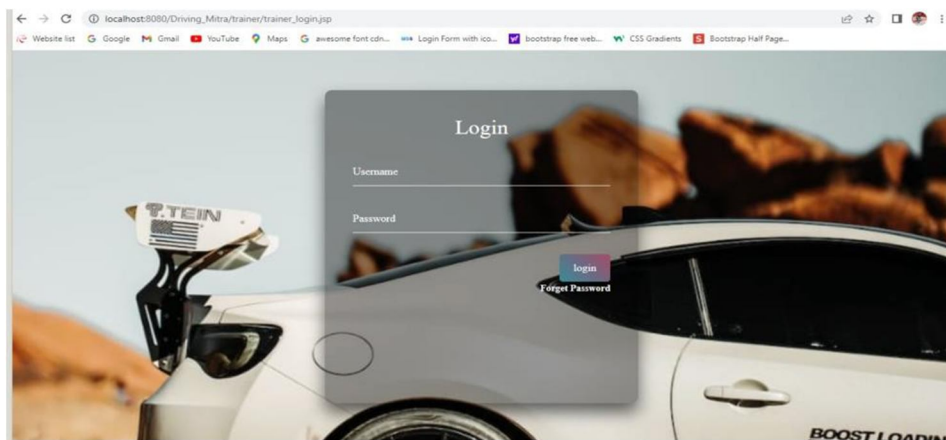 localhost:8080/Driving_Mitra/trainer/trainer_login.jsp
Website list Google Gmail YouTube Maps awesome font cdn... Login Form with ico... bootstrap free web... CSS Gradients Bootstrap Half Page...
Login
Username
T.TEIN
Password
login
Forget Password
BOOST LOADIN